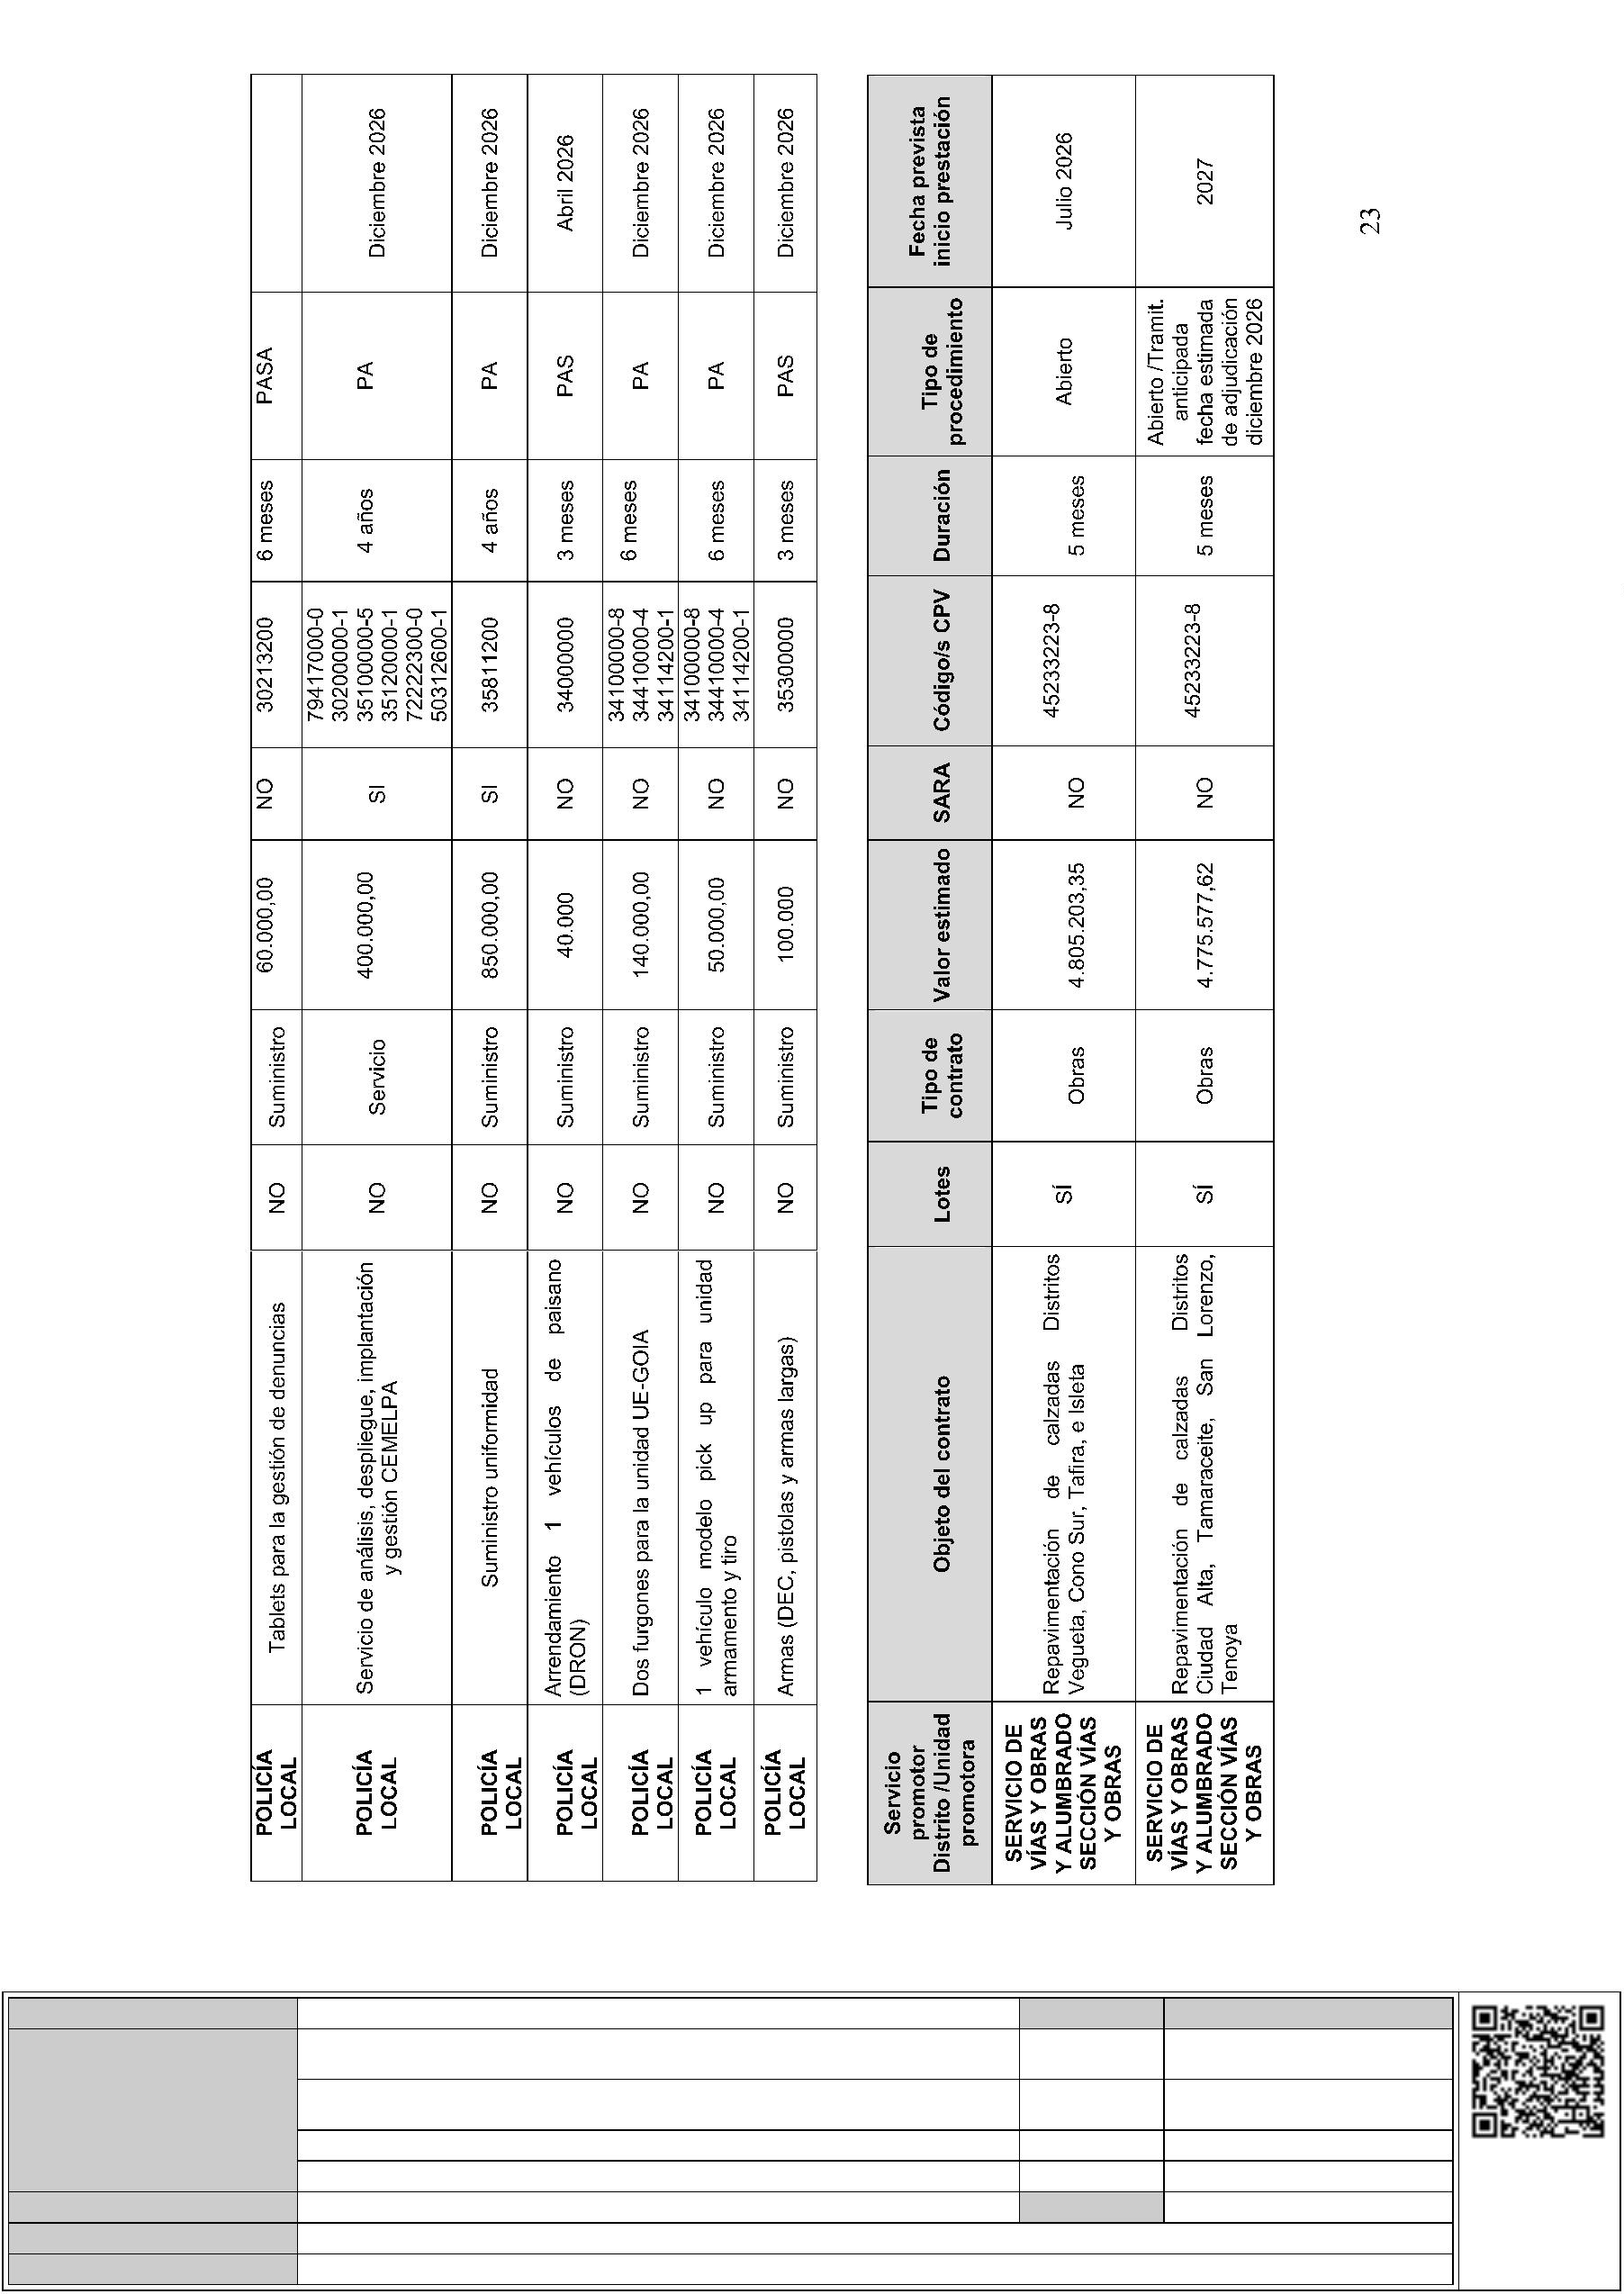 POLICÍA
LOCAL
Tablets para la gestión de denuncias
NO
Suministro
60.000,00
NO
30213200
6 meses
PASA
POLICÍA
LOCAL
Servicio de análisis, despliegue, implantación
y gestión CEMELPA
NO
Servicio
400.000,00
SI
79417000-0
30200000-1
35100000-5
35120000-1
72222300-0
50312600-1
4 años
PA
Diciembre 2026
POLICÍA
LOCAL
Suministro uniformidad
NO
Suministro
850.000,00
SI
35811200
4 años
PA
Diciembre 2026
POLICÍA
LOCAL
Arrendamiento 1 vehículos de paisano
(DRON)
NO
Suministro
40.000
NO
34000000
3 meses
PAS
Abril 2026
POLICÍA
LOCAL
Dos furgones para la unidad UE-GOIA
NO
Suministro
140.000,00
NO
34100000-8
34410000-4
34114200-1
6 meses
PA
Diciembre 2026
POLICÍA
LOCAL
1 vehículo modelo pick up para unidad
armamento y tiro
NO
Suministro
50.000,00
NO
34100000-8
34410000-4
34114200-1
6 meses
PA
Diciembre 2026
POLICÍA
LOCAL
Armas (DEC, pistolas y armas largas)
NO
Suministro
100.000
NO
35300000
3 meses
PAS
Diciembre 2026
Servicio
promotor
Distrito /Unidad
promotora
Objeto del contrato
Lotes
Tipo de
contrato
Valor estimado
SARA
Código/s CPV
Duración
Tipo de
procedimiento
Fecha prevista
inicio prestación
SERVICIO DE
VÍAS Y OBRAS
Y ALUMBRADO
SECCIÓN VÍAS
Y OBRAS
Repavimentación de calzadas Distritos
Vegueta, Cono Sur, Tafira, e Isleta
SÍ
Obras
4.805.203,35
NO
45233223-8
5 meses
Abierto
Julio 2026
SERVICIO DE
VÍAS Y OBRAS
Y ALUMBRADO
SECCIÓN VÍAS
Y OBRAS
Repavimentación de calzadas Distritos
Ciudad Alta, Tamaraceite, San Lorenzo,
Tenoya
SÍ
Obras
4.775.577,62
NO
45233223-8
5 meses
Abierto /Tramit.
anticipada
fecha estimada
de adjudicación
diciembre 2026
2027
23